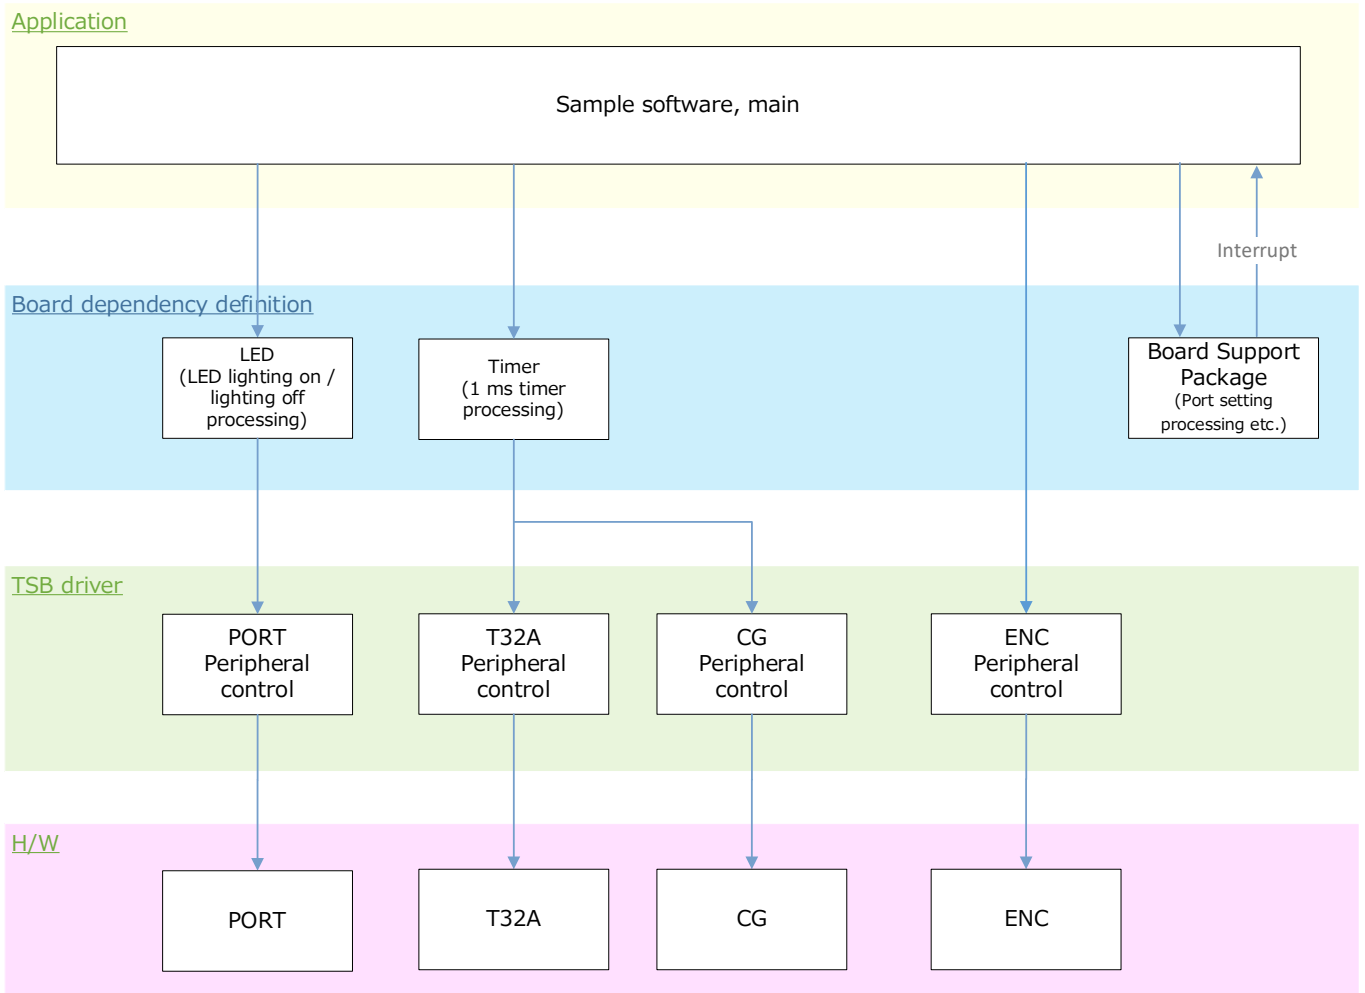 Application
Sample software, main
Interrupt
Board dependency definition
LED
(LED lighting on /
lighting off
processing)
Timer
(1 ms timer
processing)
Board Support
Package
(Port setting
processing etc.)
TSB driver
PORT
Peripheral
control
T32A
Peripheral
control
CG
Peripheral
control
ENC
Peripheral
control
H/W
PORT
T32A
CG
ENC